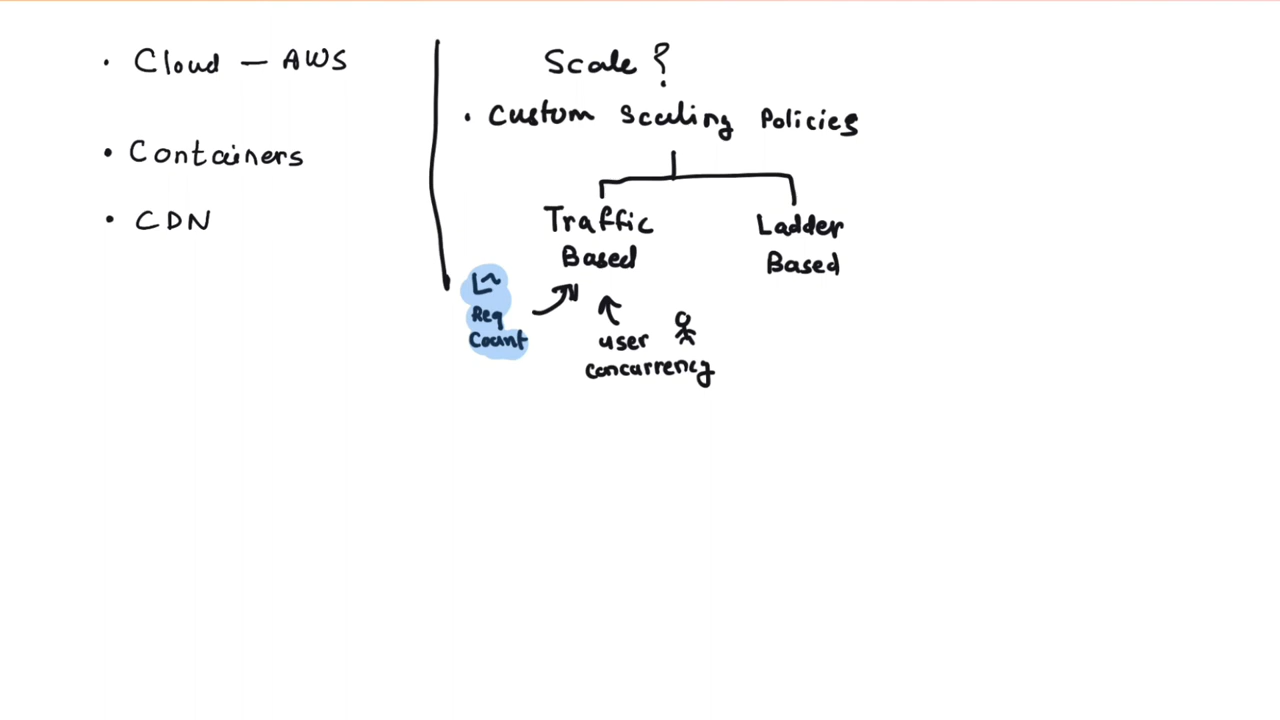 • Cloud — AWS
• Containers
• CDN
Scale?
• Custom Scaling Policies
Traffic
Based
Ladder
Based
Req
Count
user
concurrency